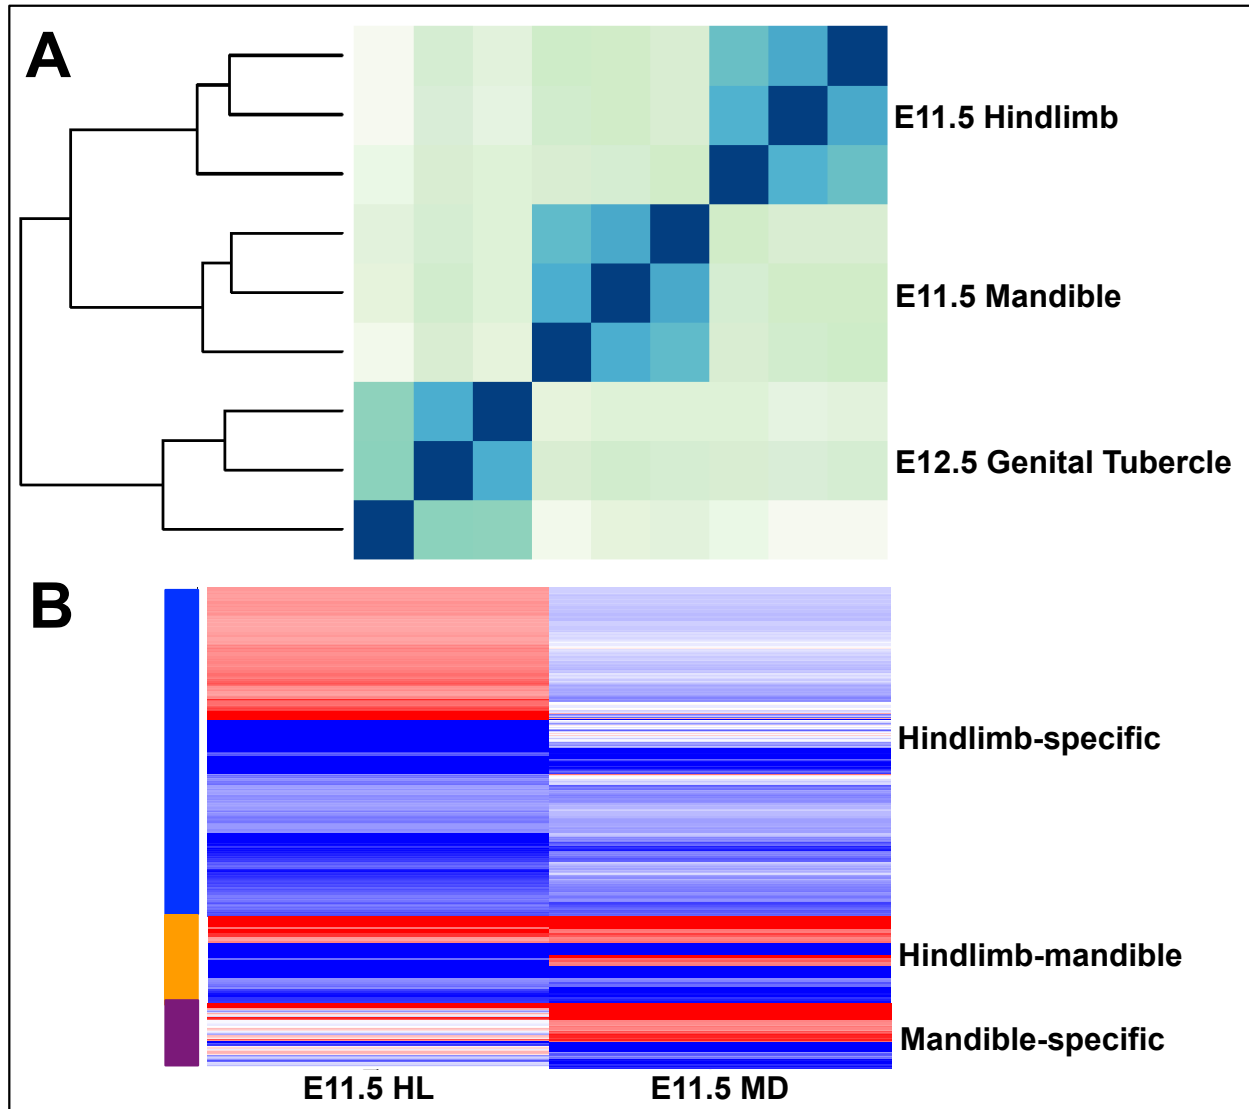 A
E11.5 Hindlimb
E11.5 Mandible
E12.5 Genital Tubercle
B
Hindlimb-specific
Hindlimb-mandible
Mandible-specific
E11.5 HL
E11.5 MD